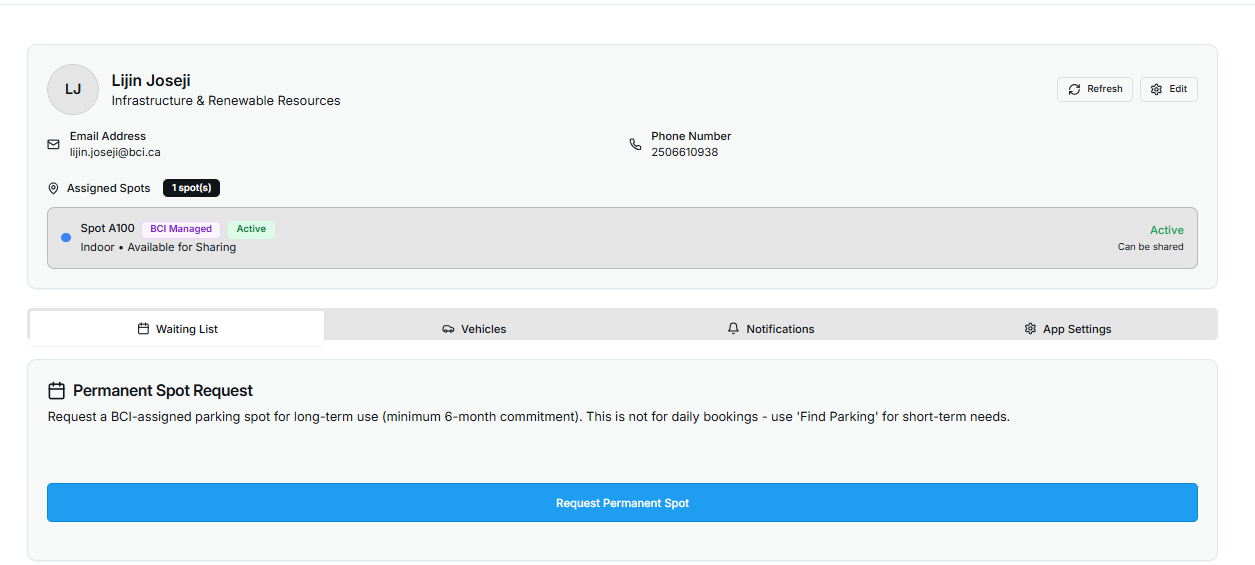 LJ
Lijin Joseji
Infrastructure & Renewable Resources
Refresh
Edit
Email Address
lijin.joseji@bci.ca
Phone Number
2506610938
Assigned Spots 1 spot(s)
Spot A100 BCI Managed Active
Indoor • Available for Sharing
Active
Can be shared
Waiting List
Vehicles
Notifications
App Settings
Permanent Spot Request
Request a BCI-assigned parking spot for long-term use (minimum 6-month commitment). This is not for daily bookings - use 'Find Parking' for short-term needs.
Request Permanent Spot